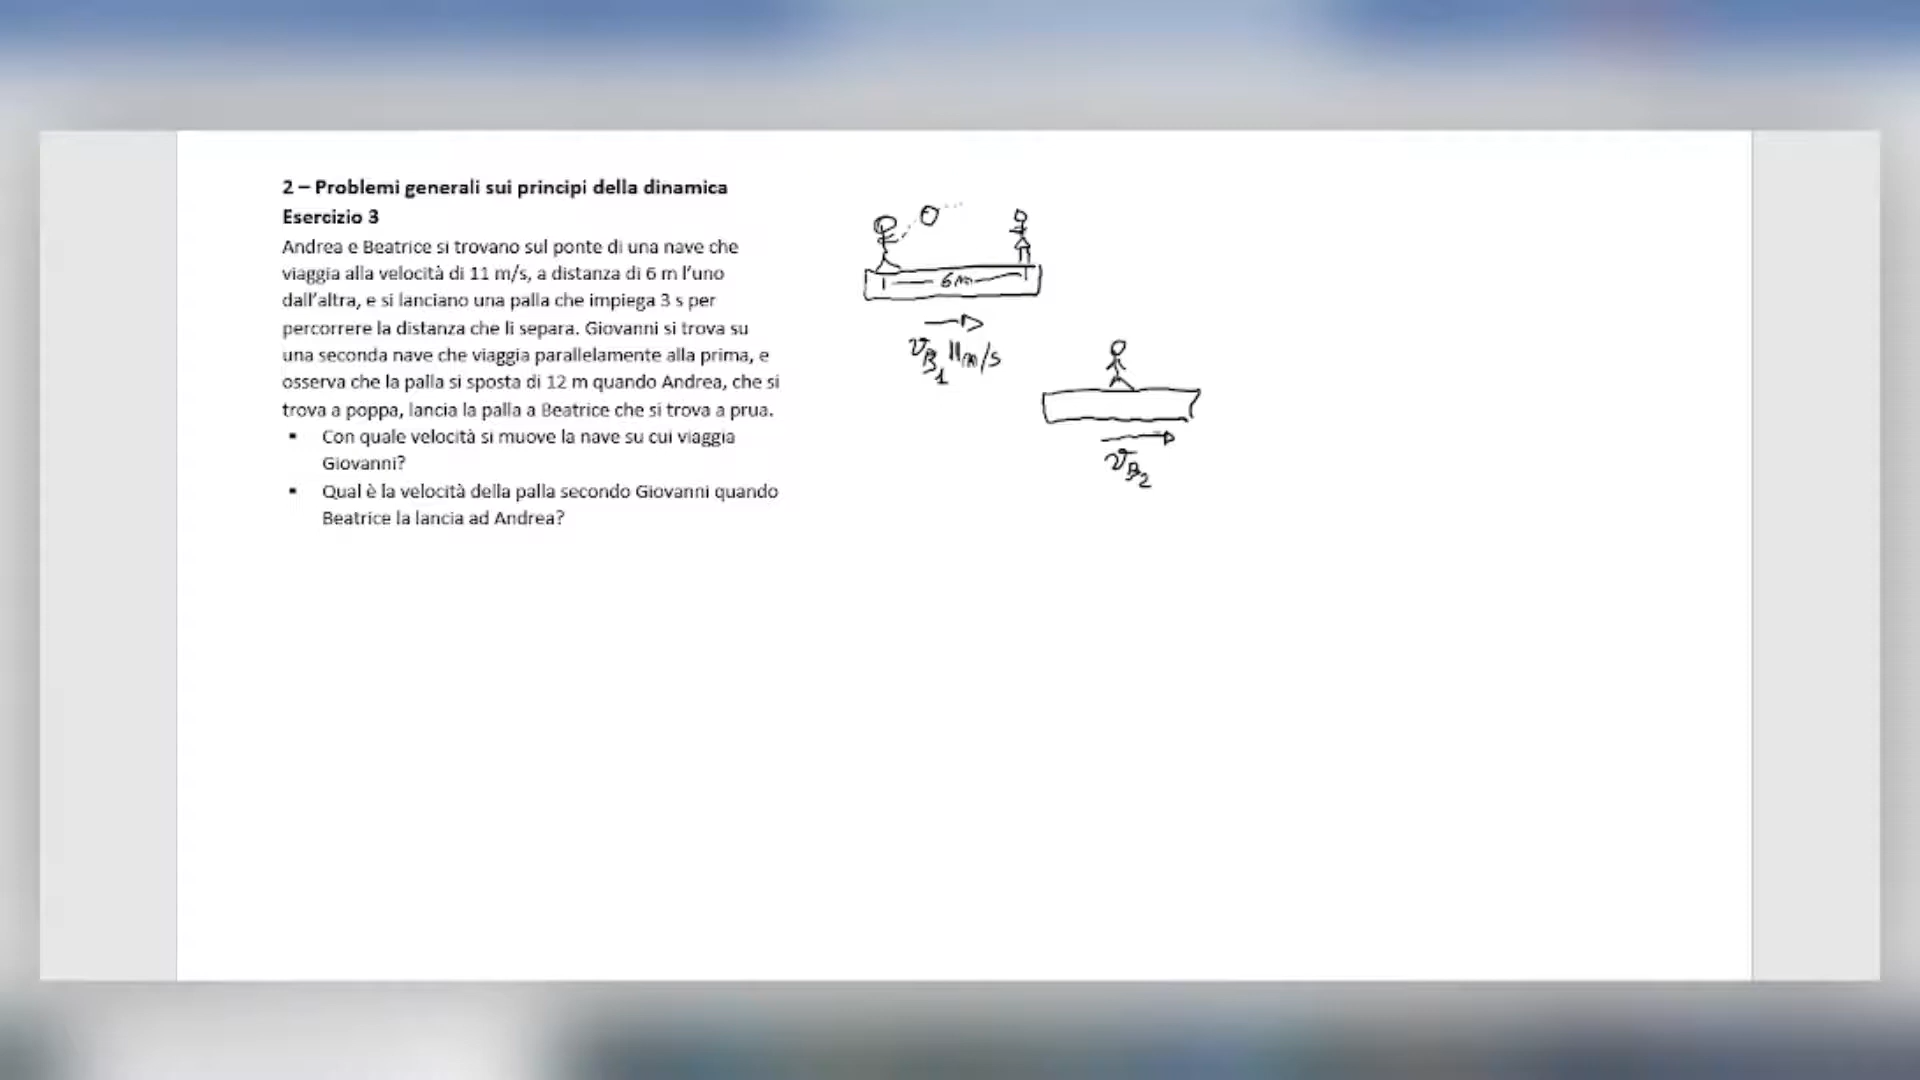 2 – Problemi generali sui principi della dinamica
Esercizio 3
Andrea e Beatrice si trovano sul ponte di una nave che
viaggia alla velocità di 11 m/s, a distanza di 6 m l’uno
dall’altra, e si lanciano una palla che impiega 3 s per
percorrere la distanza che li separa. Giovanni si trova su
una seconda nave che viaggia parallelamente alla prima, e
osserva che la palla si sposta di 12 m quando Andrea, che si
trova a poppa, lancia la palla a Beatrice che si trova a prua.
▪ Con quale velocità si muove la nave su cui viaggia
Giovanni?
▪ Qual è la velocità della palla secondo Giovanni quando
Beatrice la lancia ad Andrea?
6m
v_B1 11m/s
v_B2